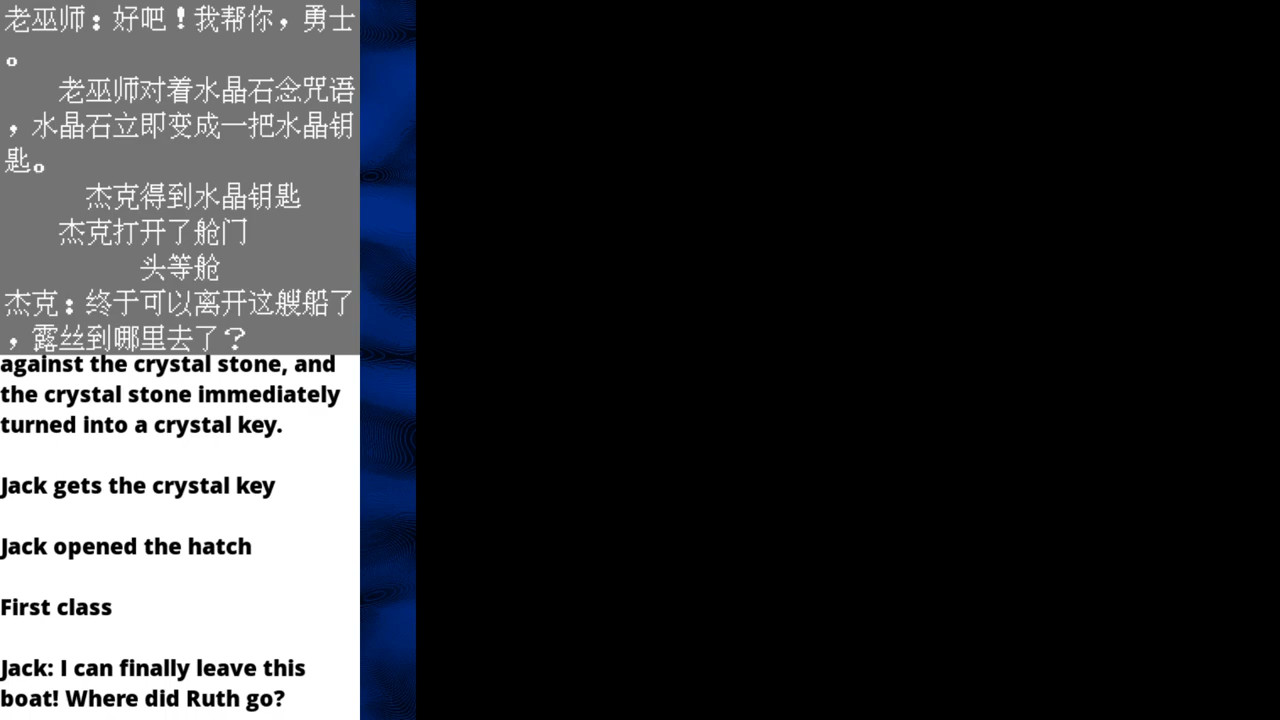 老巫师：好吧！我帮你，勇士
。
老巫师对着水晶石念咒语
，水晶石立即变成一把水晶钥
匙。
杰克得到水晶钥匙
杰克打开了舱门
头等舱
杰克：终于可以离开这艘船了
，露丝到哪里去了？
against the crystal stone, and
the crystal stone immediately
turned into a crystal key.
Jack gets the crystal key
Jack opened the hatch
First class
Jack: I can finally leave this
boat! Where did Ruth go?